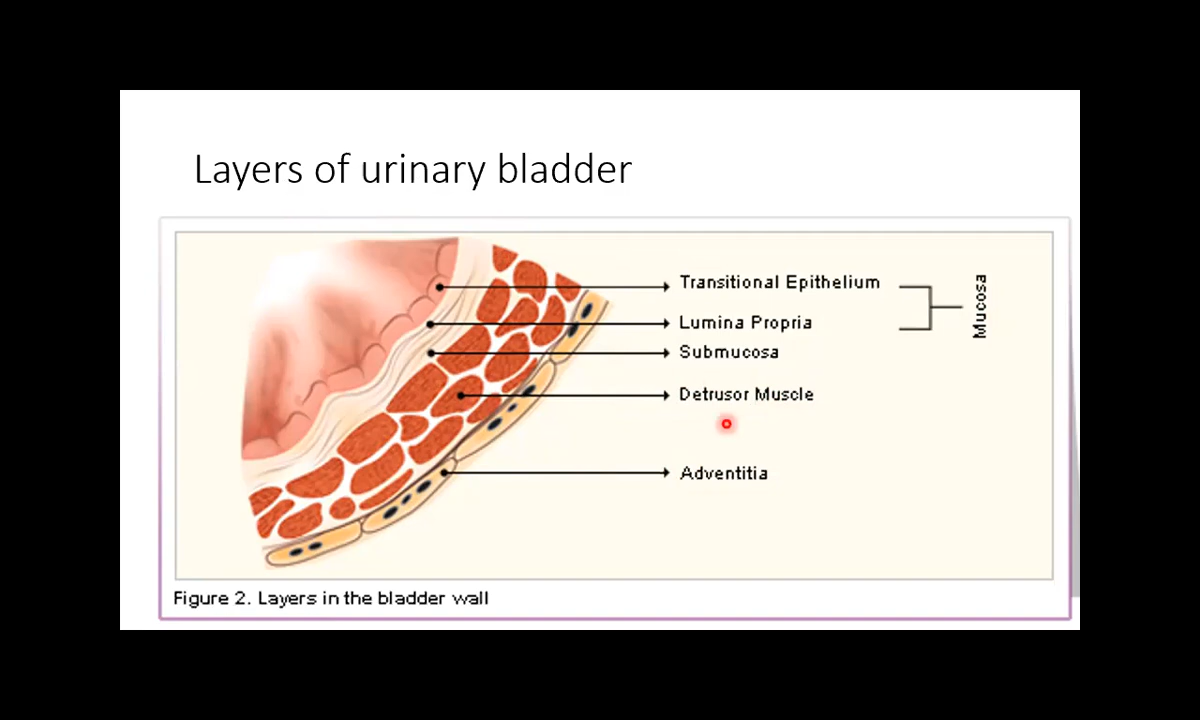 Layers of urinary bladder
Transitional Epithelium
Lumina Propria
Mucosa
Submucosa
Detrusor Muscle
Adventitia
Figure 2. Layers in the bladder wall